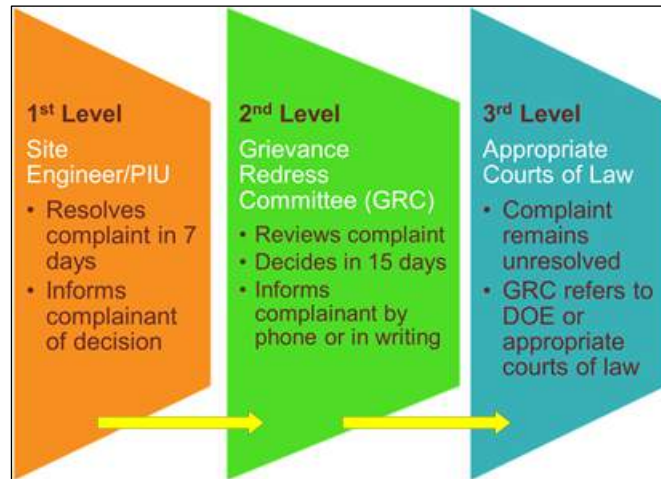 1st Level
Site
Engineer/PIU
• Resolves
complaint in 7
days
• Informs
complainant
of decision
2nd Level
Grievance
Redress
Committee (GRC)
• Reviews complaint
• Decides in 15 days
• Informs
complainant by
phone or in writing
3rd Level
Appropriate
Courts of Law
• Complaint
remains
unresolved
• GRC refers to
DOE or
appropriate
courts of law